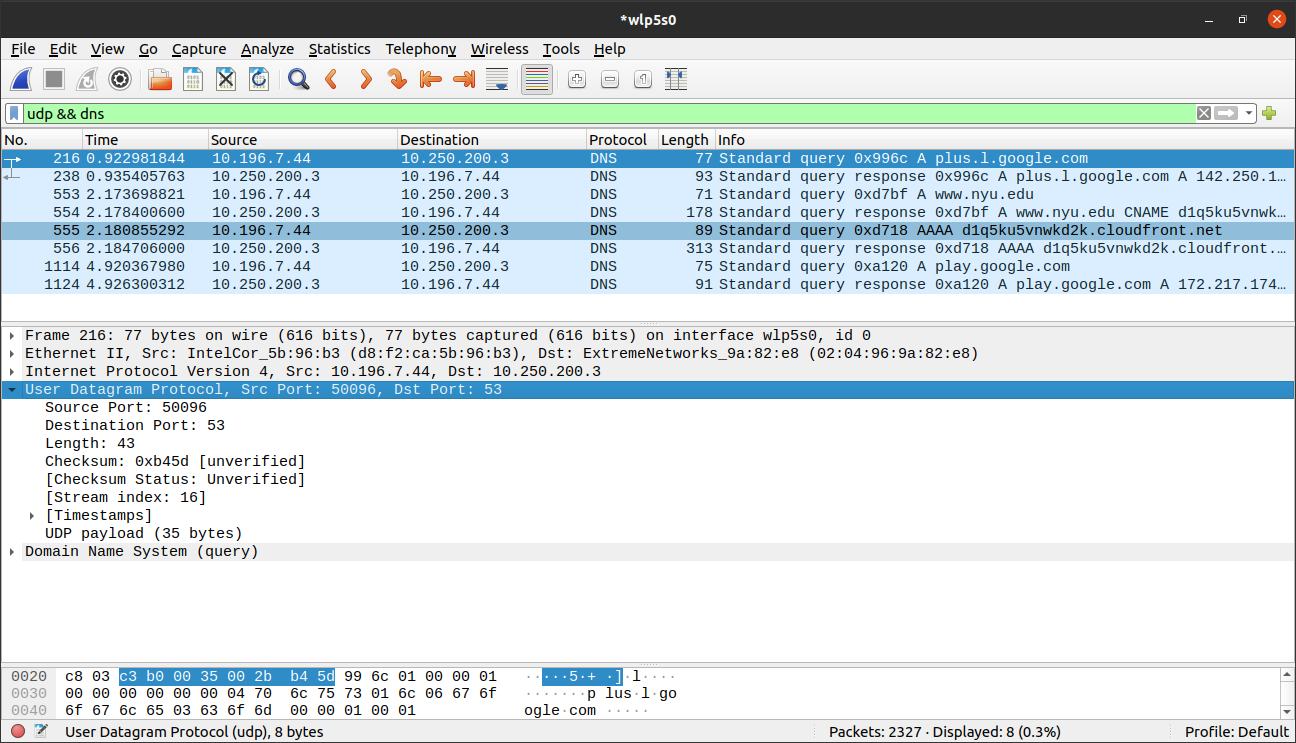 *wlp5s0
File Edit View Go Capture Analyze Statistics Telephony Wireless Tools Help
udp && dns
No. Time Source Destination Protocol Length Info
216 0.922981844 10.196.7.44 10.250.200.3 DNS 77 Standard query 0x996c A plus.l.google.com
238 0.935405763 10.250.200.3 10.196.7.44 DNS 93 Standard query response 0x996c A plus.l.google.com A 142.250.1…
553 2.173698821 10.196.7.44 10.250.200.3 DNS 71 Standard query 0xd7bf A www.nyu.edu
554 2.178400600 10.250.200.3 10.196.7.44 DNS 178 Standard query response 0xd7bf A www.nyu.edu CNAME d1q5ku5vnwk…
555 2.180855292 10.196.7.44 10.250.200.3 DNS 89 Standard query 0xd718 AAAA d1q5ku5vnwkd2k.cloudfront.net
556 2.184706000 10.250.200.3 10.196.7.44 DNS 313 Standard query response 0xd718 AAAA d1q5ku5vnwkd2k.cloudfront.…
1114 4.920367980 10.196.7.44 10.250.200.3 DNS 75 Standard query 0xa120 A play.google.com
1124 4.926300312 10.250.200.3 10.196.7.44 DNS 91 Standard query response 0xa120 A play.google.com A 172.217.174…
Frame 216: 77 bytes on wire (616 bits), 77 bytes captured (616 bits) on interface wlp5s0, id 0
Ethernet II, Src: IntelCor_5b:96:b3 (d8:f2:ca:5b:96:b3), Dst: ExtremeNetworks_9a:82:e8 (02:04:96:9a:82:e8)
Internet Protocol Version 4, Src: 10.196.7.44, Dst: 10.250.200.3
User Datagram Protocol, Src Port: 50096, Dst Port: 53
Source Port: 50096
Destination Port: 53
Length: 43
Checksum: 0xb45d [unverified]
[Checksum Status: Unverified]
[Stream index: 16]
[Timestamps]
UDP payload (35 bytes)
Domain Name System (query)
0020 c8 03 c3 b0 00 35 00 2b b4 5d 99 6c 01 00 00 01 ·····5·+ ·]·l····
0030 00 00 00 00 00 00 04 70 6c 75 73 01 6c 06 67 6f ·······p lus·l·go
0040 6f 67 6c 65 03 63 6f 6d 00 00 01 00 01 ogle·com ·····
User Datagram Protocol (udp), 8 bytes Packets: 2327 · Displayed: 8 (0.3%) Profile: Default